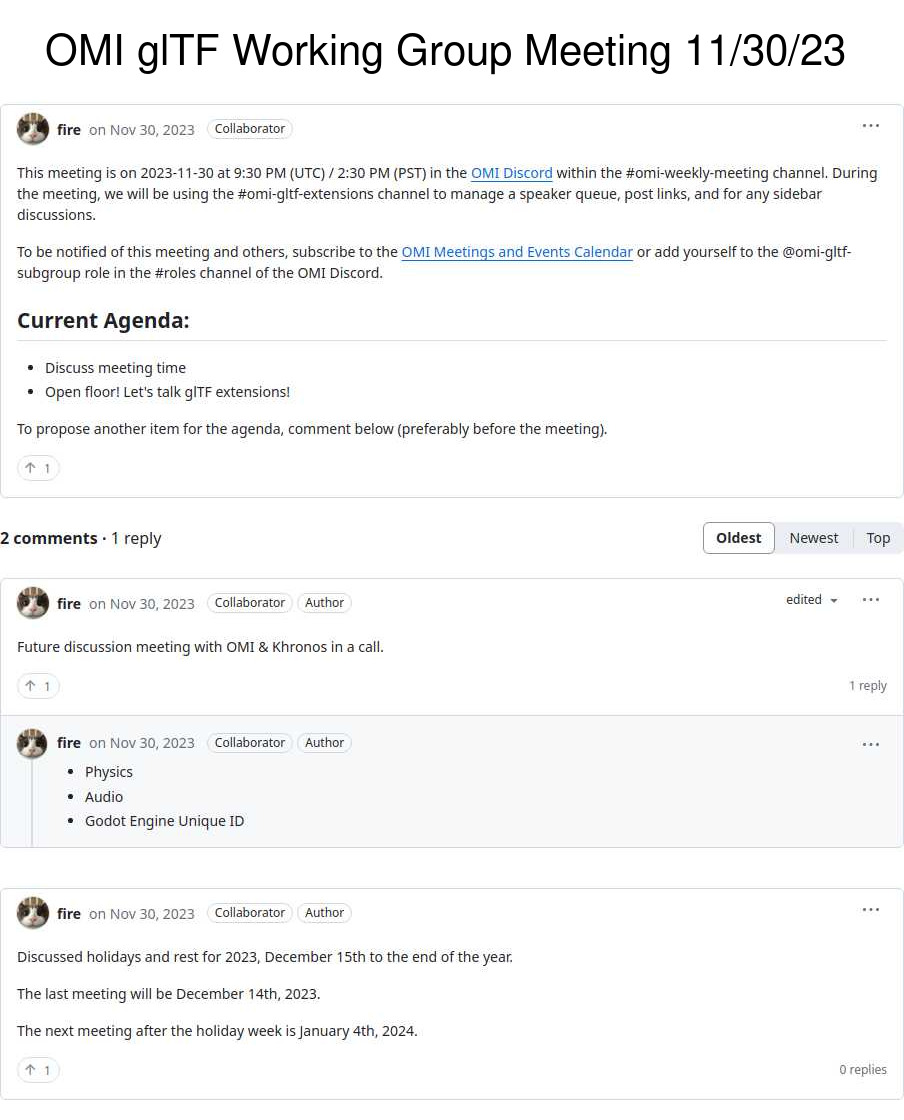 OMI glTF Working Group Meeting 11/30/23
fire on Nov 30, 2023 Collaborator ...
This meeting is on 2023-11-30 at 9:30 PM (UTC) / 2:30 PM (PST) in the OMI Discord within the #omi-weekly-meeting channel. During
the meeting, we will be using the #omi-gltf-extensions channel to manage a speaker queue, post links, and for any sidebar
discussions.
To be notified of this meeting and others, subscribe to the OMI Meetings and Events Calendar or add yourself to the @omi-gltf-
subgroup role in the #roles channel of the OMI Discord.
Current Agenda:
• Discuss meeting time
• Open floor! Let's talk glTF extensions!
To propose another item for the agenda, comment below (preferably before the meeting).
↑ 1
2 comments · 1 reply Oldest Newest Top
fire on Nov 30, 2023 Collaborator Author edited ...
Future discussion meeting with OMI & Khronos in a call.
↑ 1 1 reply
fire on Nov 30, 2023 Collaborator Author ...
• Physics
• Audio
• Godot Engine Unique ID
fire on Nov 30, 2023 Collaborator Author ...
Discussed holidays and rest for 2023, December 15th to the end of the year.
The last meeting will be December 14th, 2023.
The next meeting after the holiday week is January 4th, 2024.
↑ 1 0 replies